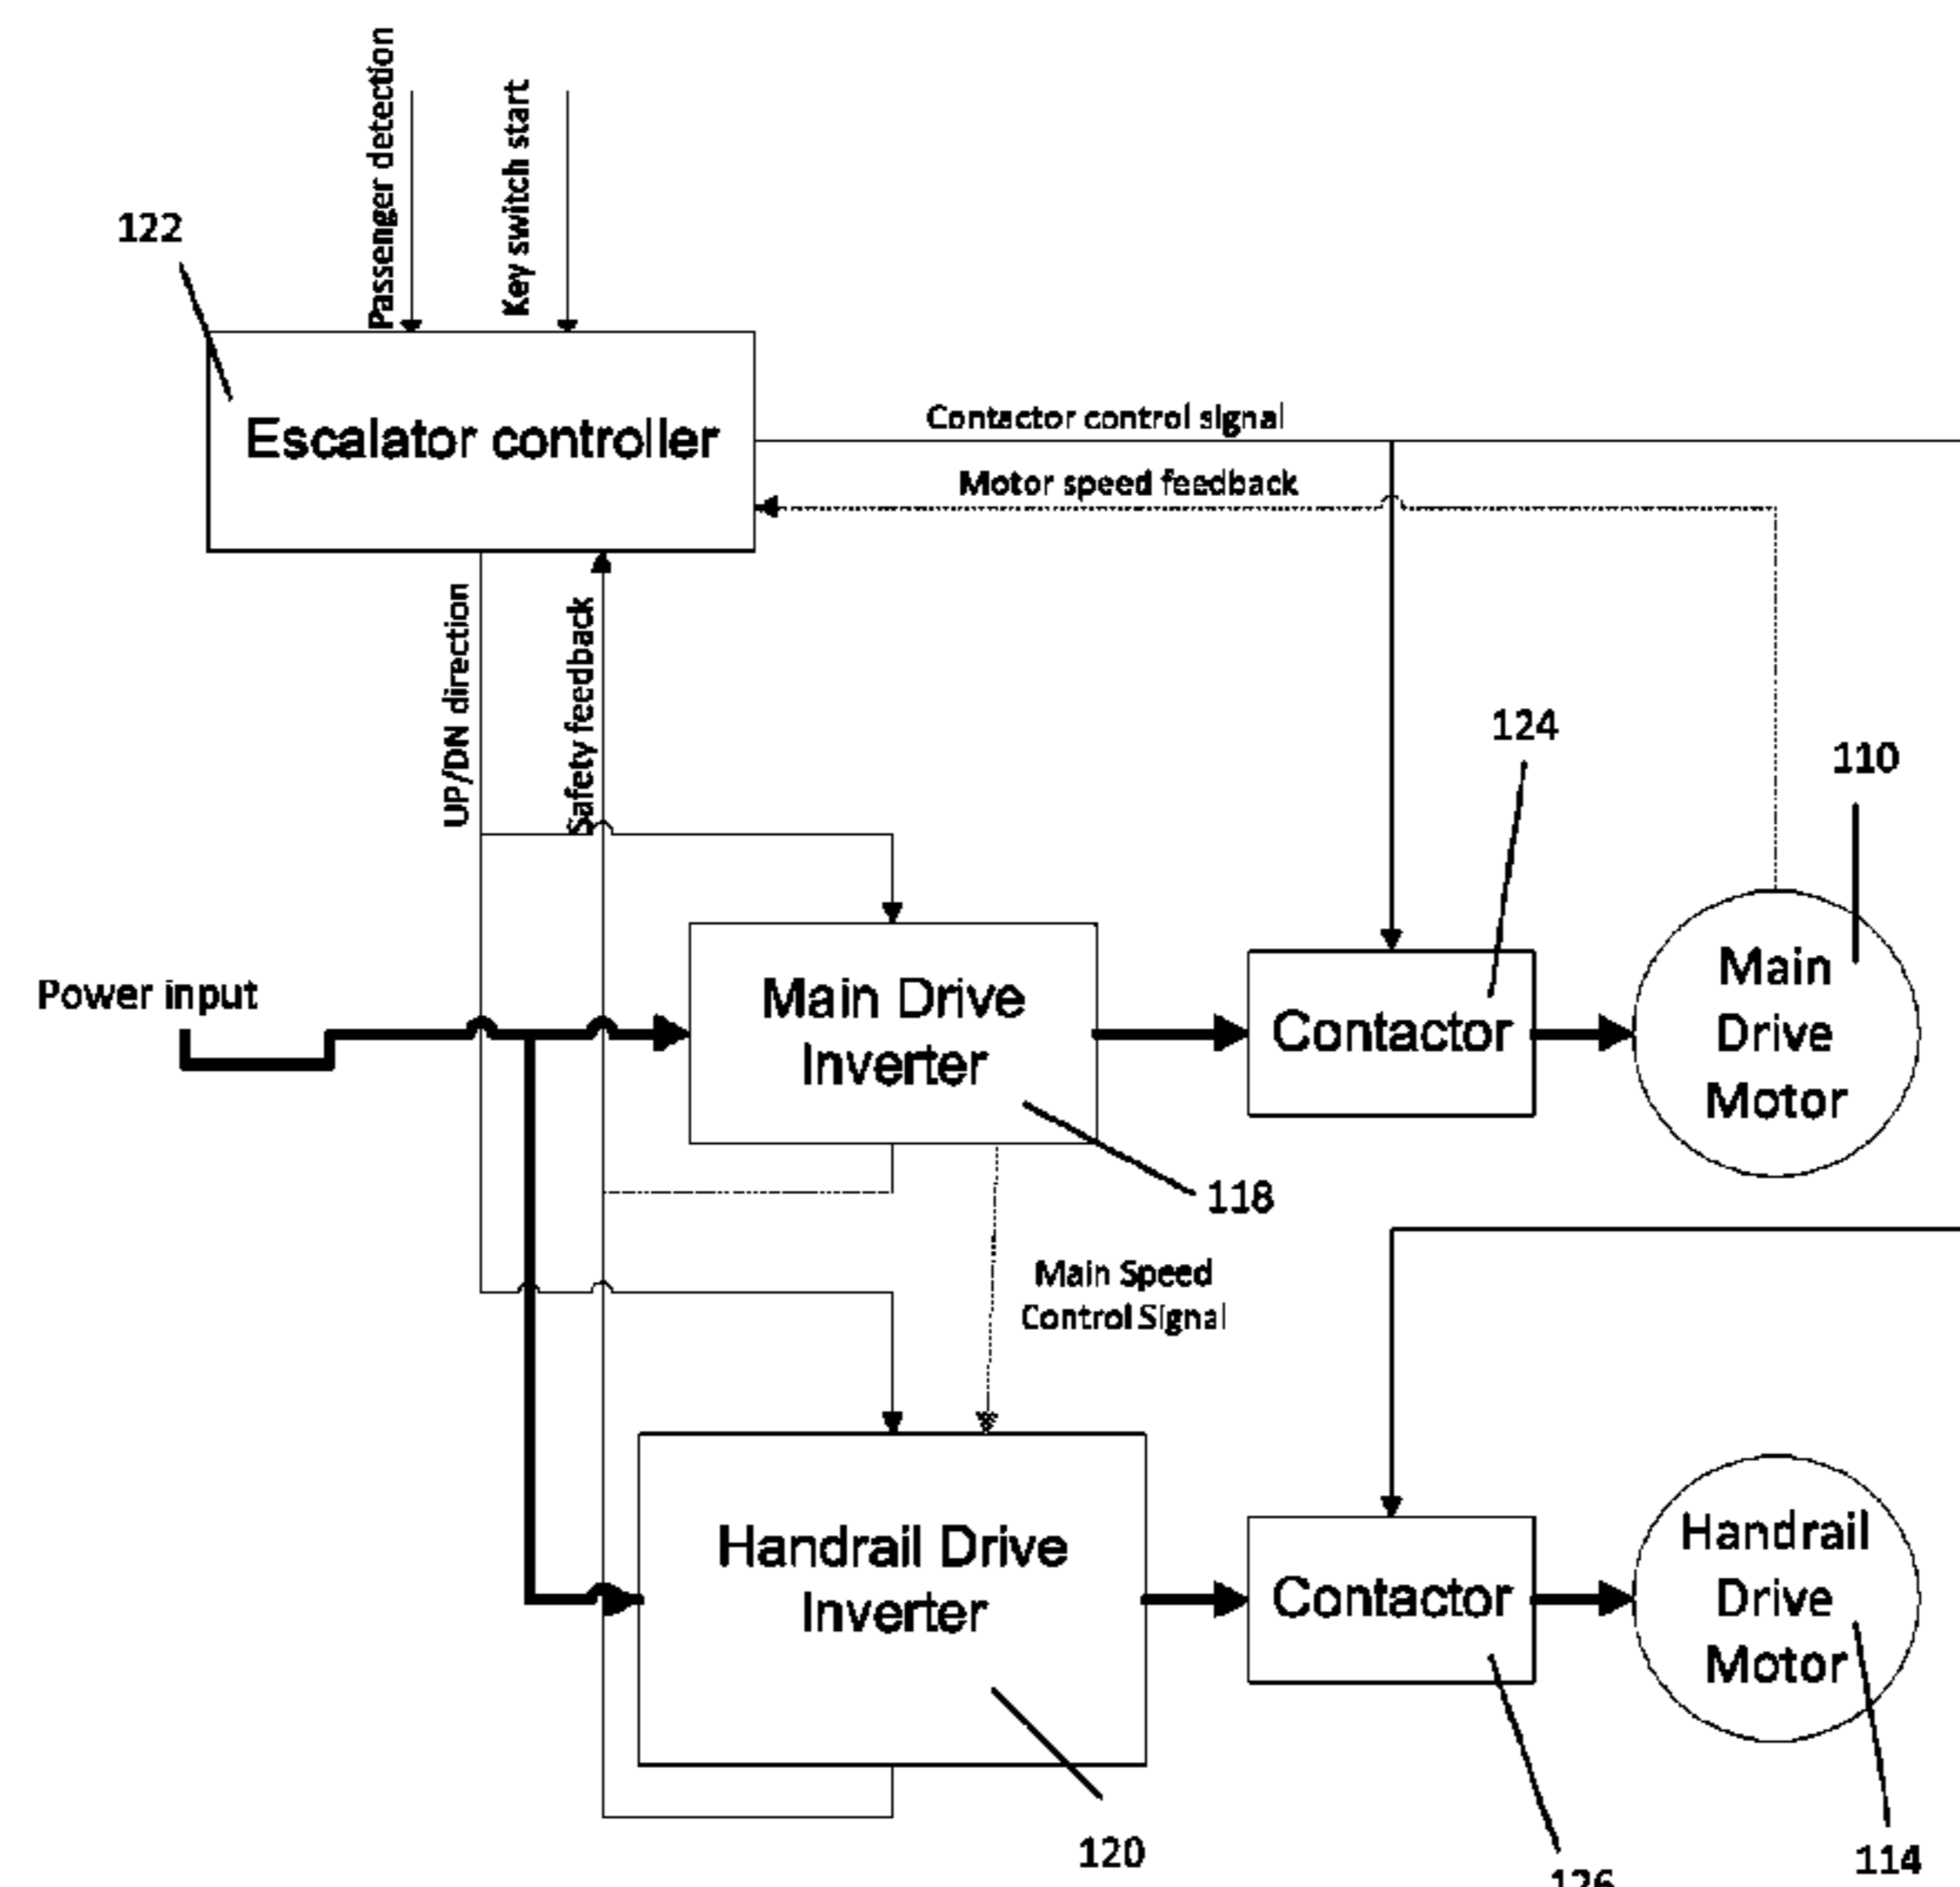 Passenger detection
Key switch start
122
Escalator controller
Contactor control signal
Motor speed feedback
UP/DN direction
Safety feedback
124
110
Power input
Main Drive
Inverter
Contactor
Main
Drive
Motor
118
Main Speed
Control Signal
Handrail Drive
Inverter
Contactor
Handrail
Drive
Motor
120
126
114